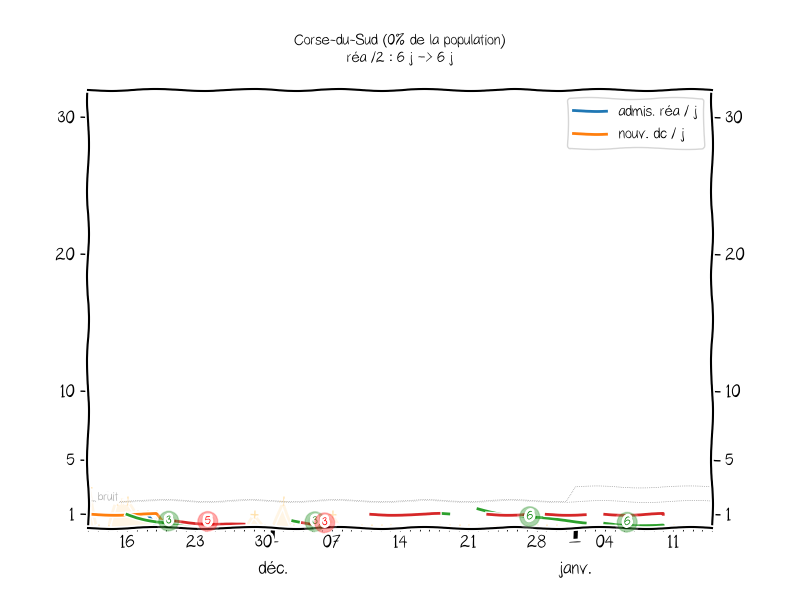 Corse-du-Sud (0% de la population)
réa /2 : 6 j -> 6 j
admis. réa / j
nouv. dc / j
30 30
20 20
10 10
5 5
bruit
1 1
3 5 3 3 6 6
16 23 30 07 14 21 28 04 11
déc. janv.